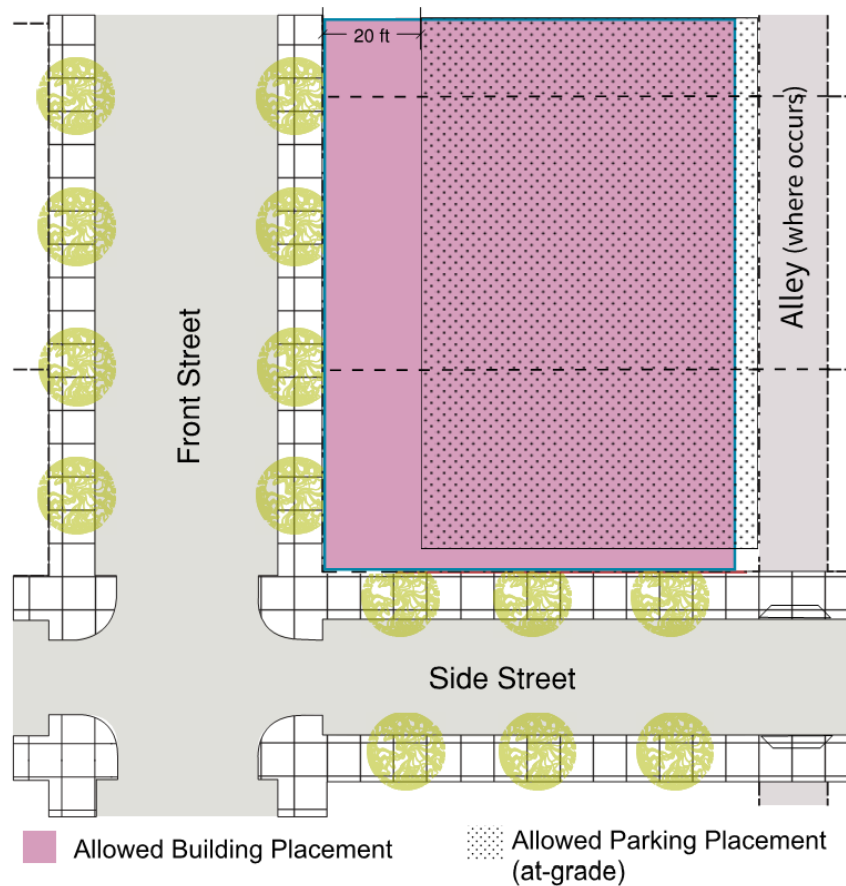 20 ft
Alley (where occurs)
Front Street
Side Street
Allowed Building Placement
Allowed Parking Placement
(at-grade)